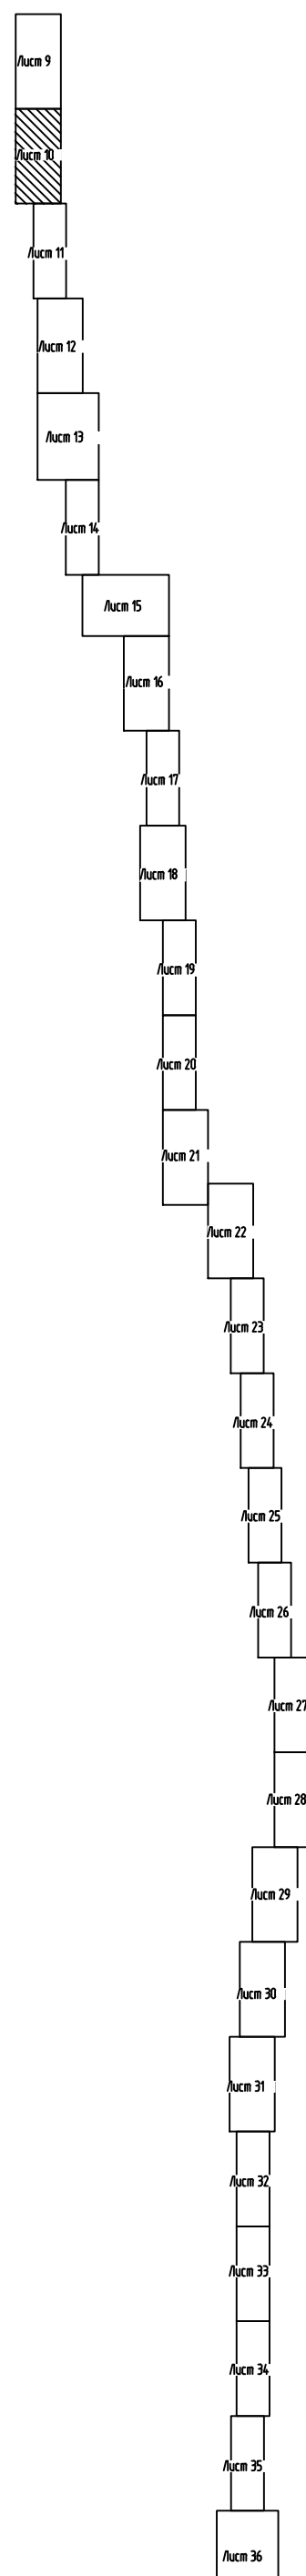 Лист 9
Лист 10
Лист 11
Лист 12
Лист 13
Лист 14
Лист 15
Лист 16
Лист 17
Лист 18
Лист 19
Лист 20
Лист 21
Лист 22
Лист 23
Лист 24
Лист 25
Лист 26
Лист 27
Лист 28
Лист 29
Лист 30
Лист 31
Лист 32
Лист 33
Лист 34
Лист 35
Лист 36